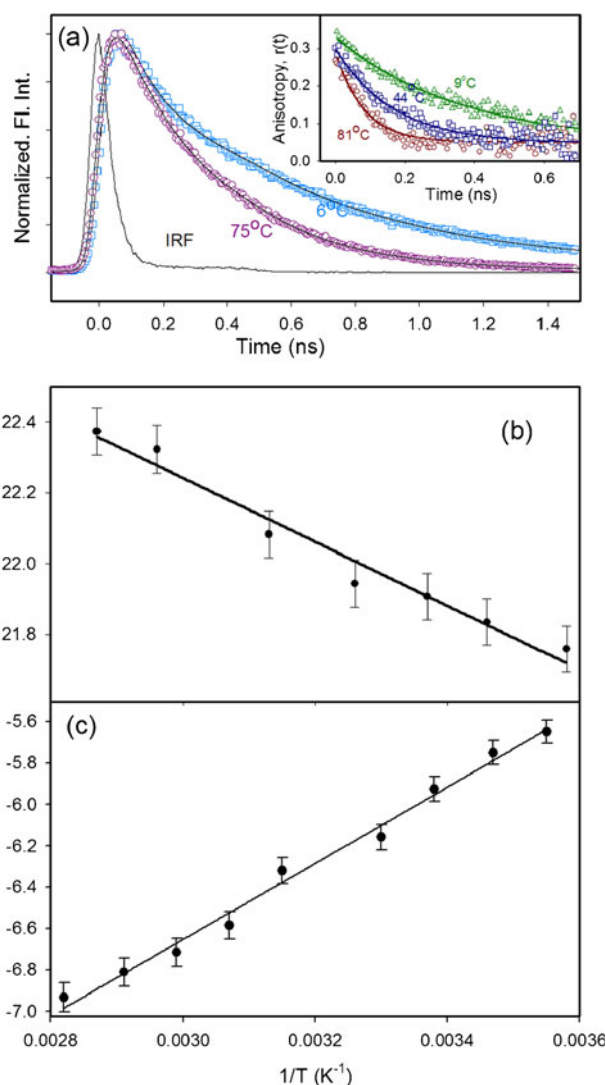 (a)
Normalized. Fl. Int.
IRF
75°C
6°C
0.0 0.2 0.4 0.6 0.8 1.0 1.2 1.4
Time (ns)
Anisotropy, r(t)
0.3
0.2
0.1
0.0
9°C
44°C
81°C
0.0 0.2 0.4 0.6
Time (ns)
(b)
22.4
22.2
22.0
21.8
(c)
-5.6
-6.0
-6.2
-6.4
-6.6
-6.8
-7.0
0.0028 0.0030 0.0032 0.0034 0.0036
1/T (K⁻¹)